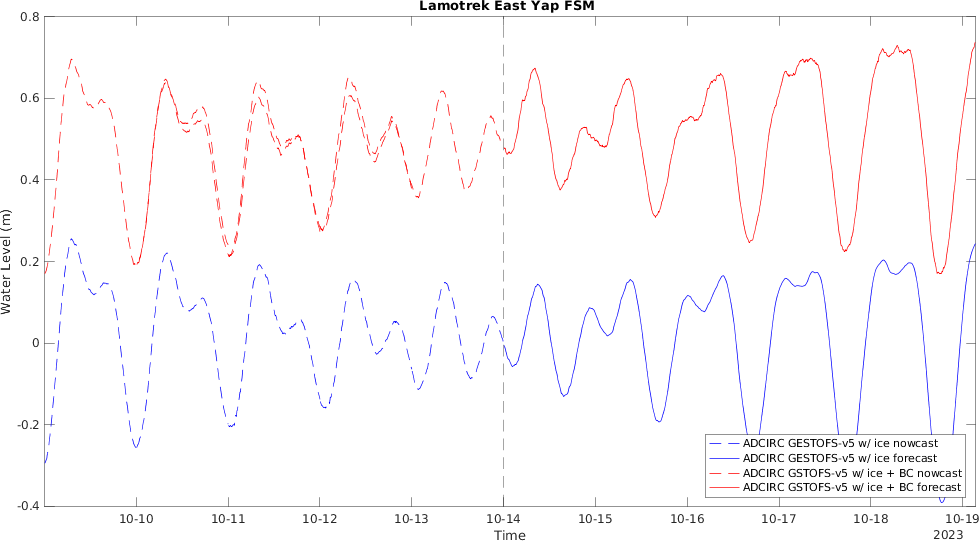 Lamotrek East Yap FSM
0.8
0.6
0.4
0.2
0
-0.2
-0.4
Water Level (m)
ADCIRC GESTOFS-v5 w/ ice nowcast
ADCIRC GESTOFS-v5 w/ ice forecast
ADCIRC GSTOFS-v5 w/ ice + BC nowcast
ADCIRC GSTOFS-v5 w/ ice + BC forecast
10-10 10-11 10-12 10-13 10-14 10-15 10-16 10-17 10-18 10-19
Time 2023